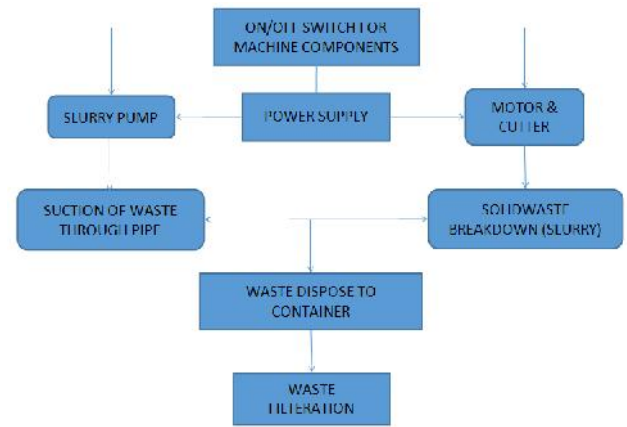 ON/OFF SWITCH FOR
MACHINE COMPONENTS
SLURRY PUMP
POWER SUPPLY
MOTOR &
CUTTER
SUCTION OF WASTE
THROUGH PIPE
SOLIDWASTE
BREAKDOWN (SLURRY)
WASTE DISPOSE TO
CONTAINER
WASTE
FILTERATION